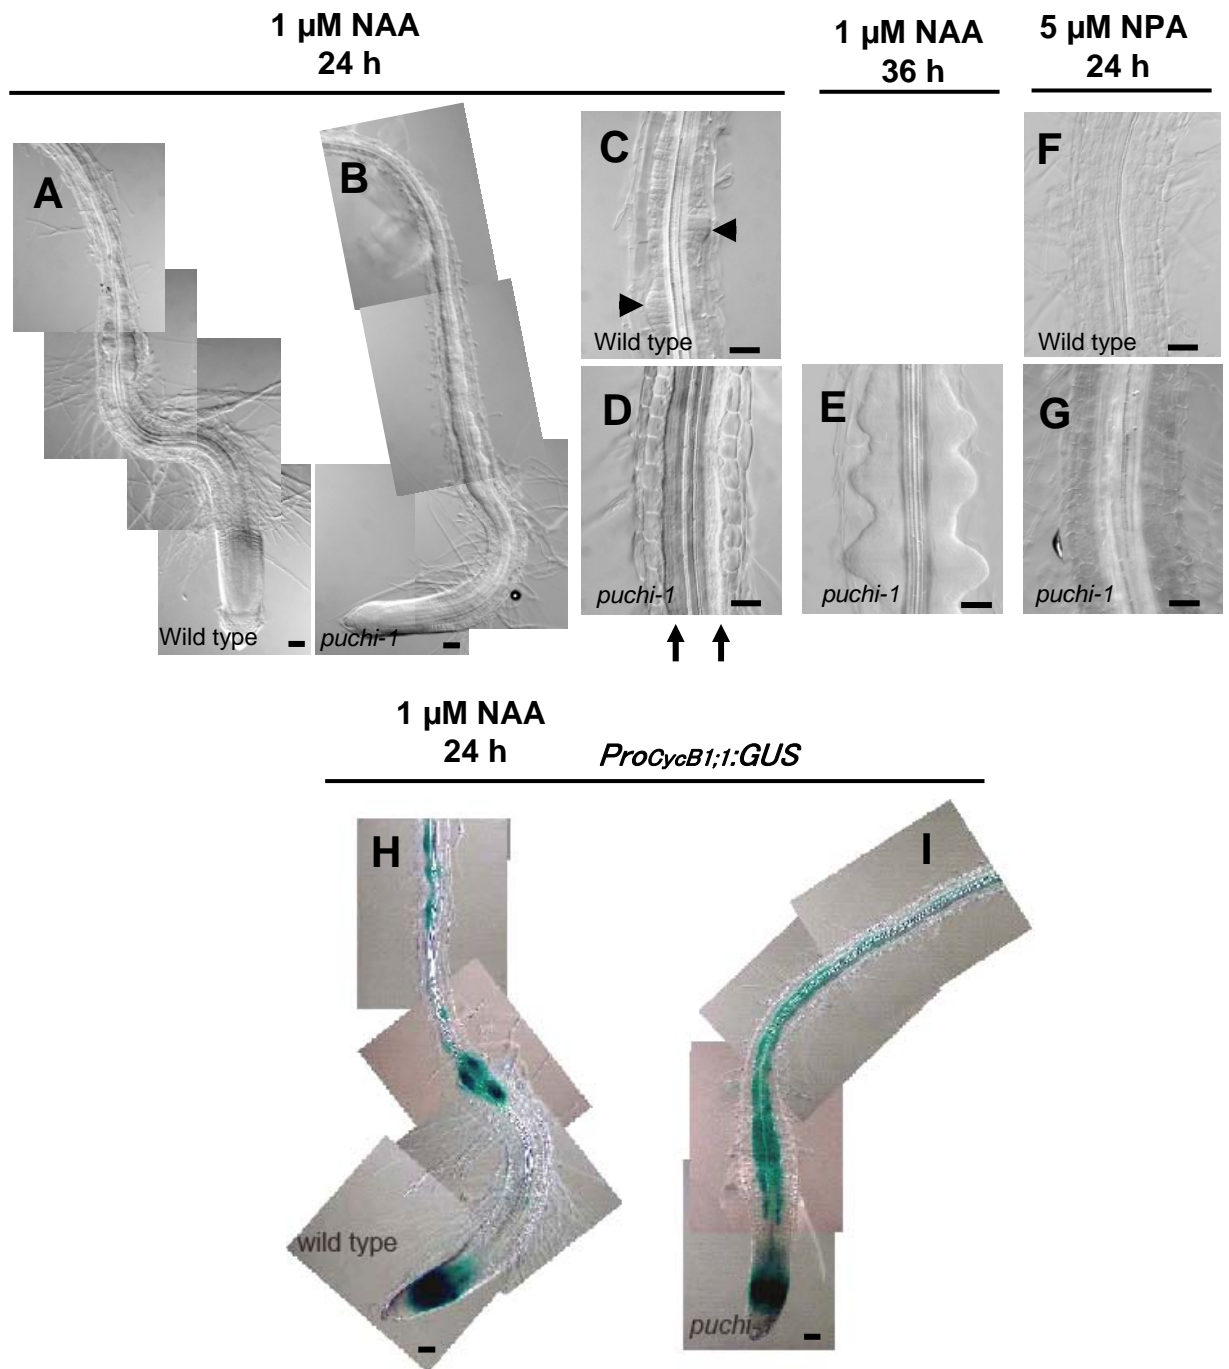 1 µM NAA
24 h
1 µM NAA
36 h
5 µM NPA
24 h
A
Wild type
B
puchi-1
C
Wild type
D
puchi-1
E
puchi-1
F
Wild type
G
puchi-1
1 µM NAA
24 h
ProCycB1;1:GUS
H
wild type
I
puchi-1